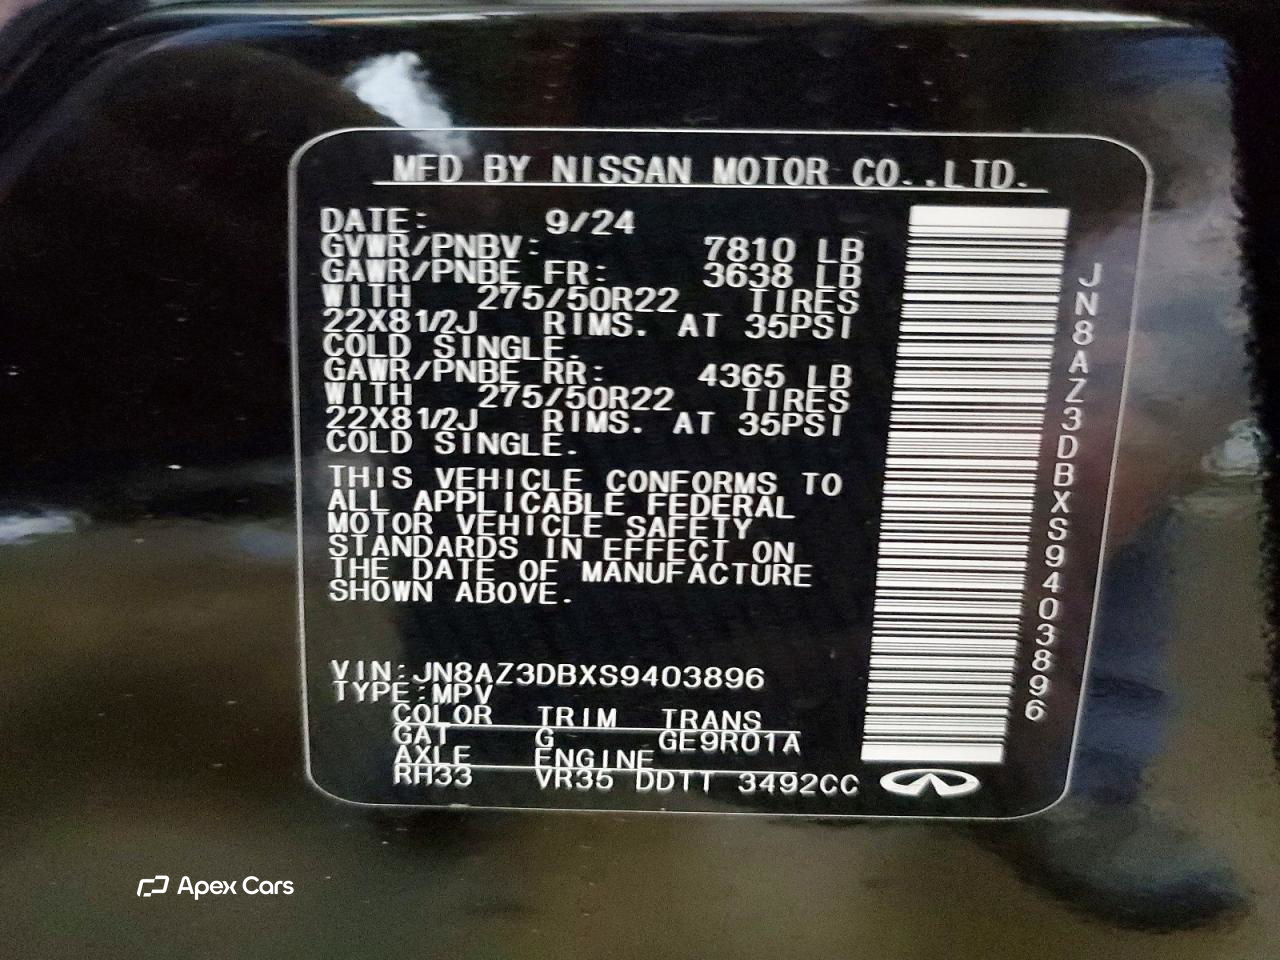 MFD BY NISSAN MOTOR CO.,LTD.
DATE: 9/24
GVWR/PNBV: 7810 LB
GAWR/PNBE FR: 3638 LB
WITH 275/50R22 TIRES
22X8 1/2J RIMS. AT 35PSI
COLD SINGLE.
GAWR/PNBE RR: 4365 LB
WITH 275/50R22 TIRES
22X8 1/2J RIMS. AT 35PSI
COLD SINGLE.
THIS VEHICLE CONFORMS TO
ALL APPLICABLE FEDERAL
MOTOR VEHICLE SAFETY
STANDARDS IN EFFECT ON
THE DATE OF MANUFACTURE
SHOWN ABOVE.
VIN:JN8AZ3DBXS9403896
TYPE:MPV
COLOR TRIM TRANS
GAT G GE9R01A
AXLE ENGINE
RH33 VR35 DDTT 3492CC
JN8AZ3DBXS9403896
Apex Cars